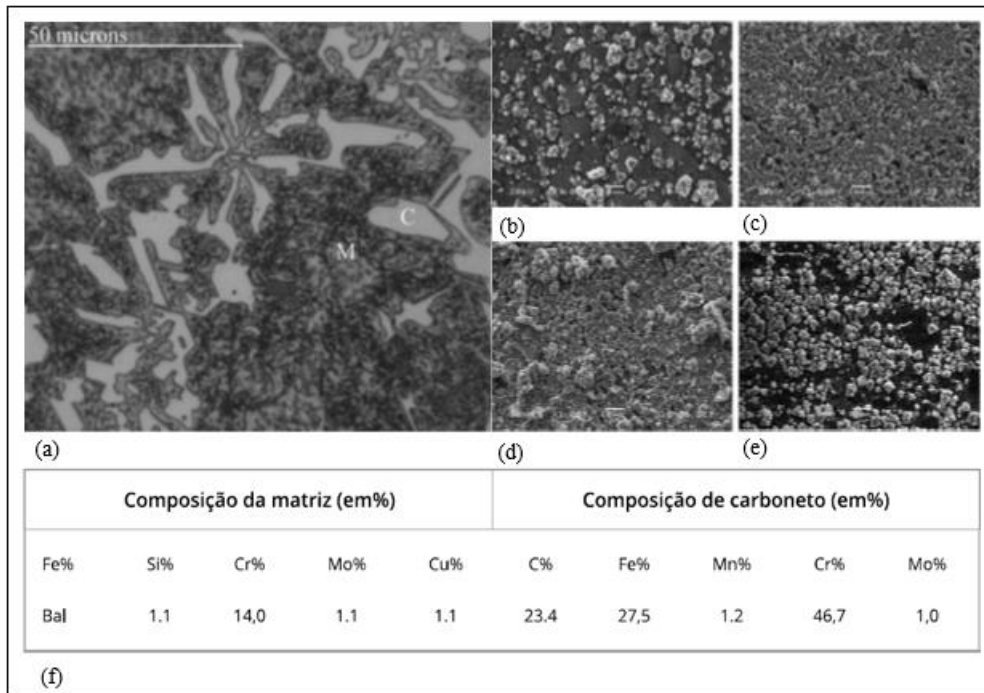 50 microns
C
M
(a)
(b)
(c)
(d)
(e)
Composição da matriz (em%) Composição de carboneto (em%)
Fe% Si% Cr% Mo% Cu% C% Fe% Mn% Cr% Mo%
Bal 1.1 14,0 1.1 1.1 23.4 27,5 1.2 46,7 1,0
(f)